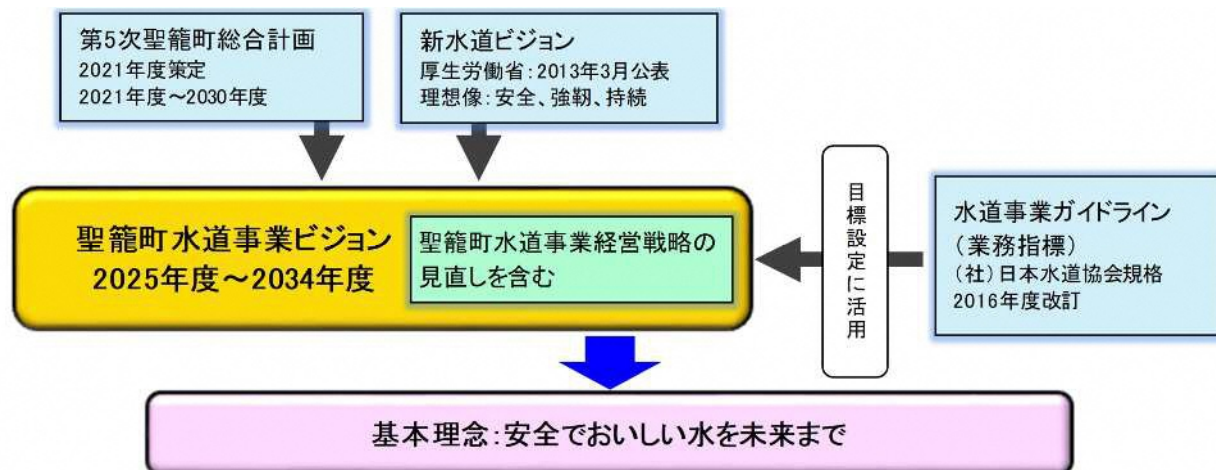 第5次聖籠町総合計画
2021年度策定
2021年度～2030年度
新水道ビジョン
厚生労働省：2013年3月公表
理想像：安全、強靭、持続
聖籠町水道事業ビジョン
2025年度～2034年度
聖籠町水道事業経営戦略の
見直しを含む
目標設定に活用
水道事業ガイドライン
（業務指標）
（社）日本水道協会規格
2016年度改訂
基本理念：安全でおいしい水を未来まで